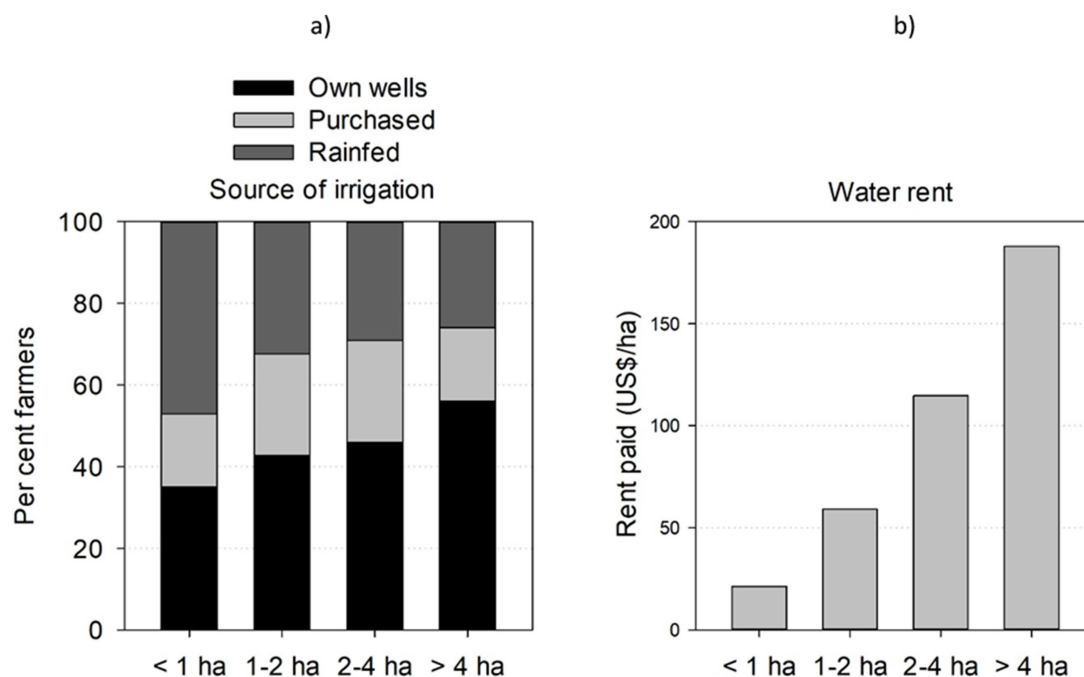 a)
Own wells
Purchased
Rainfed
Source of irrigation
100
80
60
40
20
0
Per cent farmers
< 1 ha 1-2 ha 2-4 ha > 4 ha
b)
Water rent
200
150
100
50
0
Rent paid (US$/ha)
< 1 ha 1-2 ha 2-4 ha > 4 ha